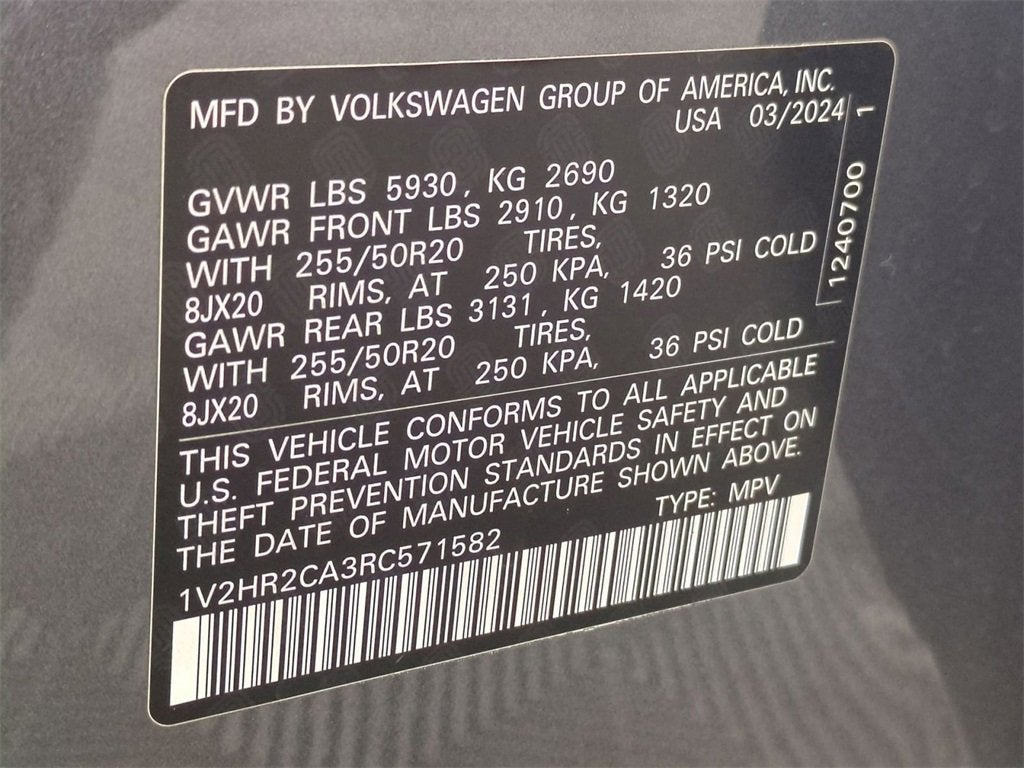 MFD BY VOLKSWAGEN GROUP OF AMERICA, INC.
USA 03/2024
GVWR LBS 5930, KG 2690
GAWR FRONT LBS 2910, KG 1320
WITH 255/50R20 TIRES,
8JX20 RIMS, AT 250 KPA, 36 PSI COLD
GAWR REAR LBS 3131, KG 1420
WITH 255/50R20 TIRES,
8JX20 RIMS, AT 250 KPA, 36 PSI COLD
THIS VEHICLE CONFORMS TO ALL APPLICABLE
U.S. FEDERAL MOTOR VEHICLE SAFETY AND
THEFT PREVENTION STANDARDS IN EFFECT ON
THE DATE OF MANUFACTURE SHOWN ABOVE.
1V2HR2CA3RC571582 TYPE: MPV
1240700 1